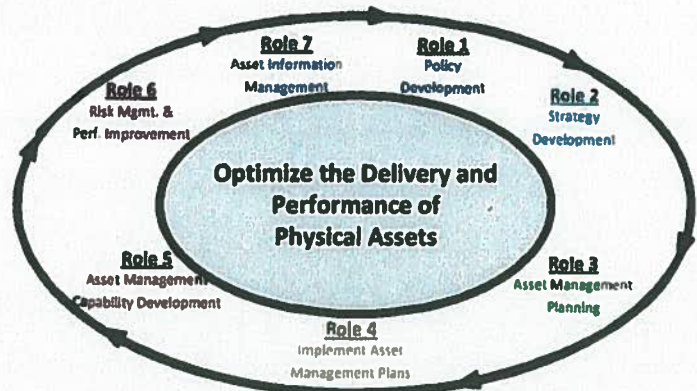 Role 7
Asset Information
Management
Role 1
Policy
Development
Role 6
Risk Mgmt. &
Perf. Improvement
Role 2
Strategy
Development
Optimize the Delivery and
Performance of
Physical Assets
Role 5
Asset Management
Capability Development
Role 3
Asset Management
Planning
Role 4
Implement Asset
Management Plans